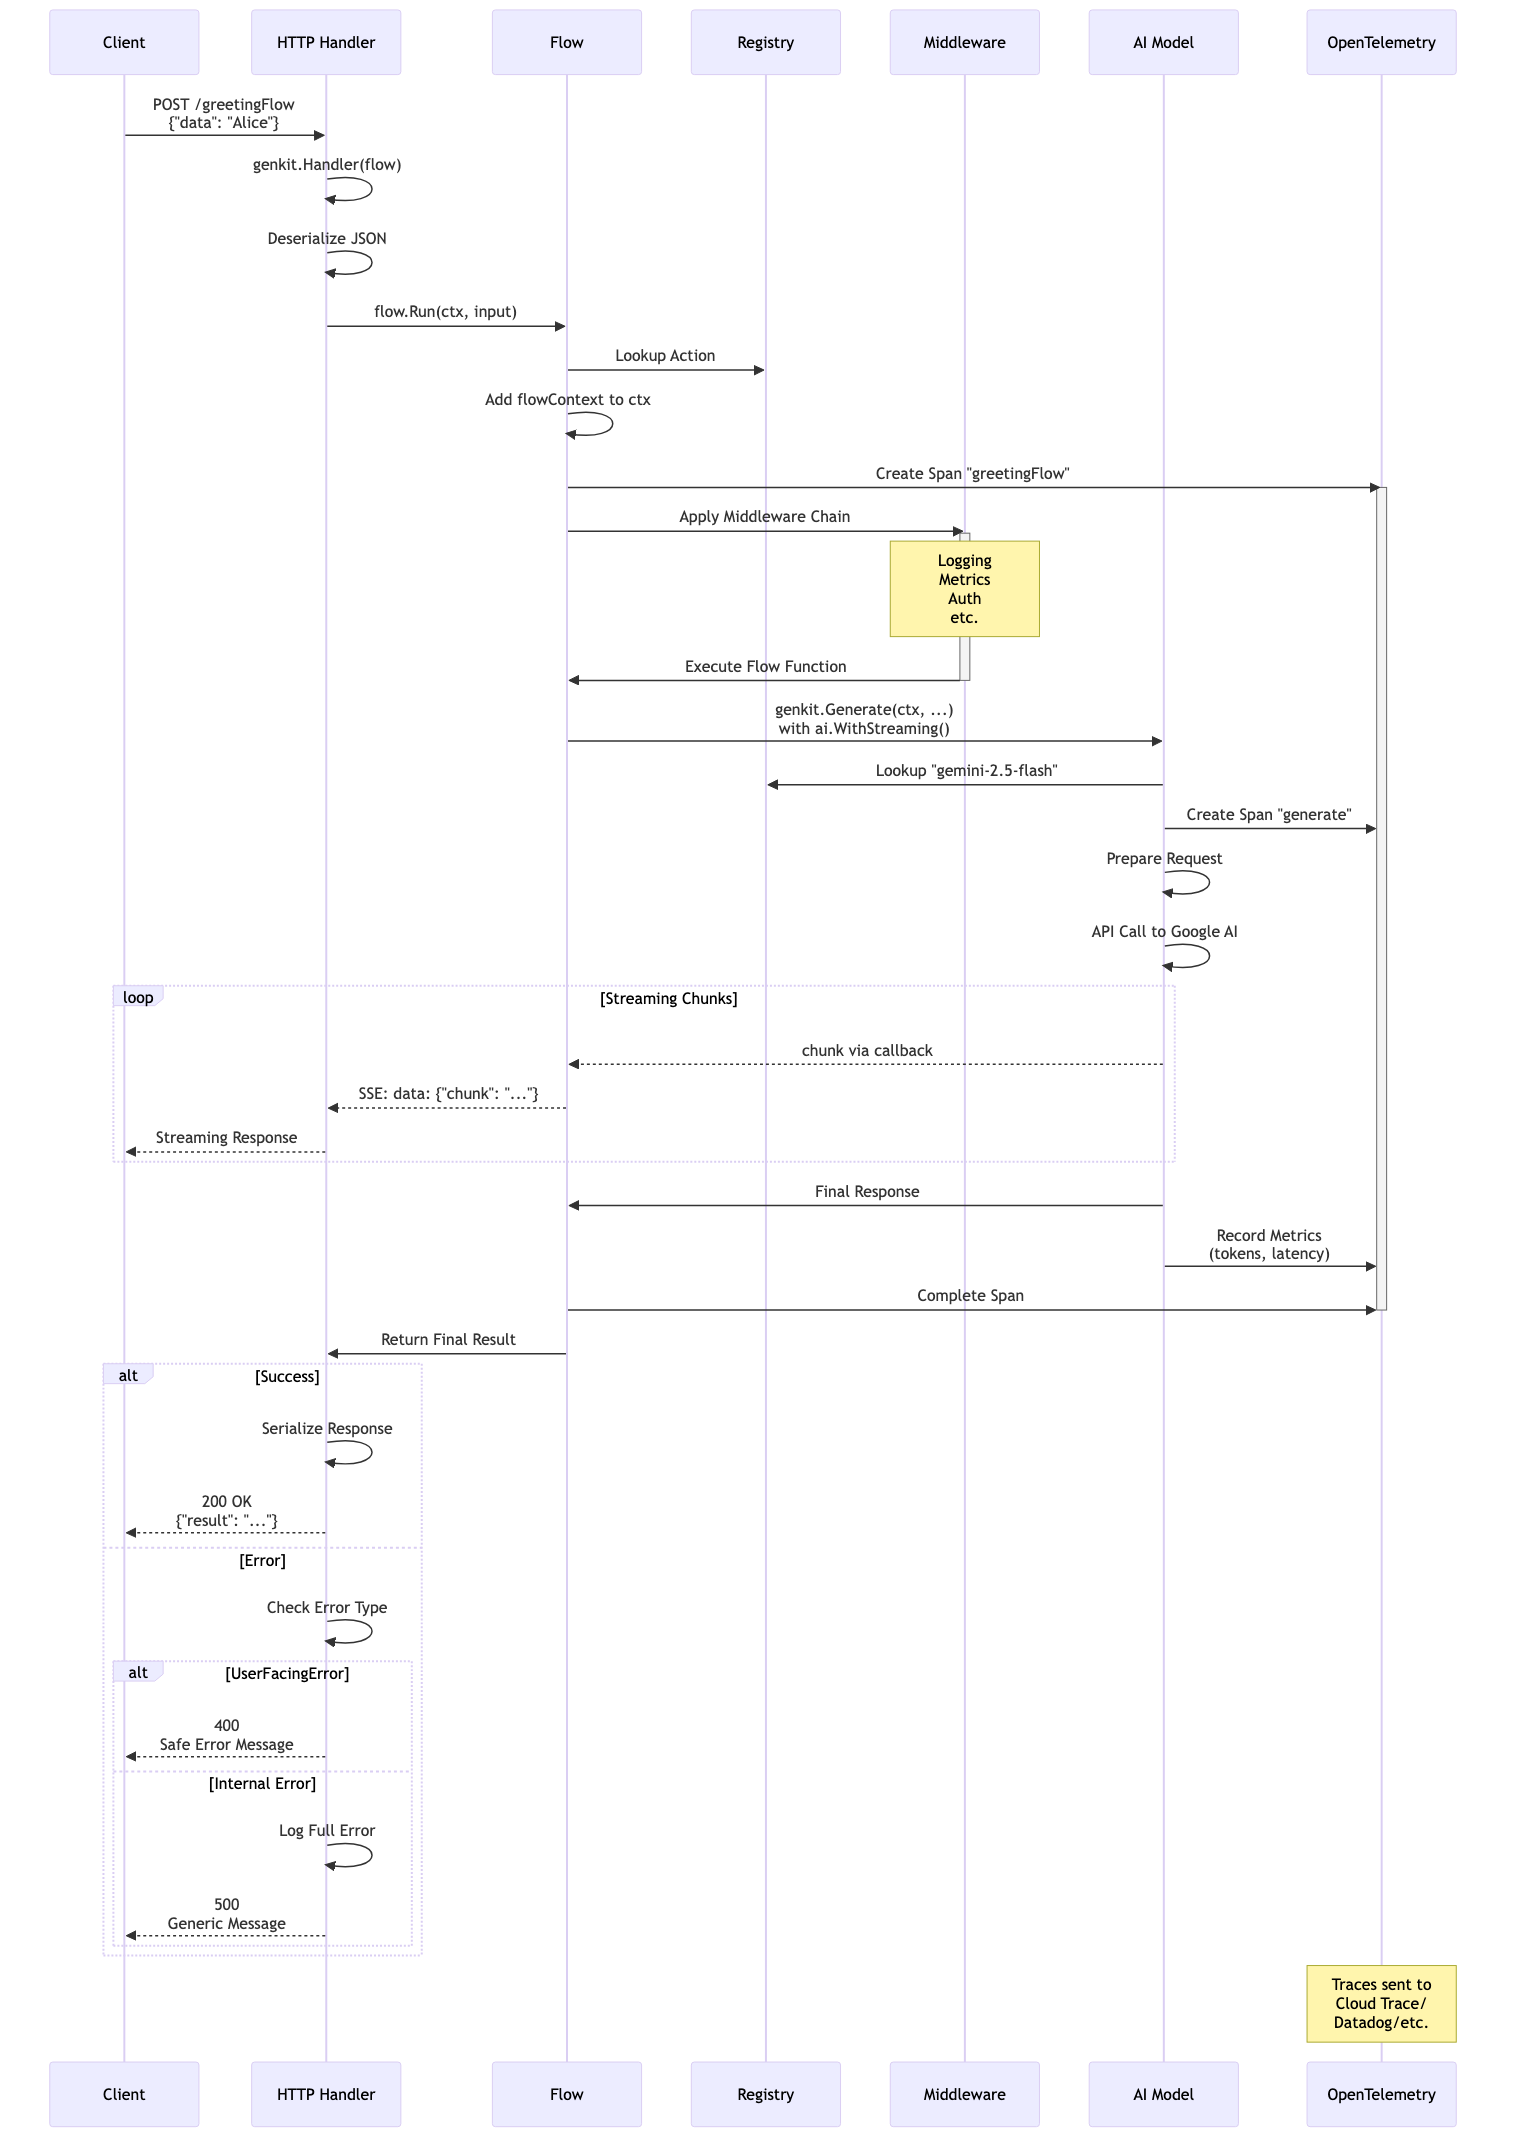 Client
HTTP Handler
Flow
Registry
Middleware
AI Model
OpenTelemetry
POST /greetingFlow
{"data": "Alice"}
genkit.Handler(flow)
Deserialize JSON
flow.Run(ctx, input)
Lookup Action
Add flowContext to ctx
Create Span "greetingFlow"
Apply Middleware Chain
Logging
Metrics
Auth
etc.
Execute Flow Function
genkit.Generate(ctx, ...)
with ai.WithStreaming()
Lookup "gemini-2.5-flash"
Create Span "generate"
Prepare Request
API Call to Google AI
loop
[Streaming Chunks]
chunk via callback
SSE: data: {"chunk": "..."}
Streaming Response
Final Response
Record Metrics
(tokens, latency)
Complete Span
Return Final Result
alt
[Success]
Serialize Response
200 OK
{"result": "..."}
[Error]
Check Error Type
alt
[UserFacingError]
400
Safe Error Message
[Internal Error]
Log Full Error
500
Generic Message
Traces sent to
Cloud Trace/
Datadog/etc.
Client
HTTP Handler
Flow
Registry
Middleware
AI Model
OpenTelemetry